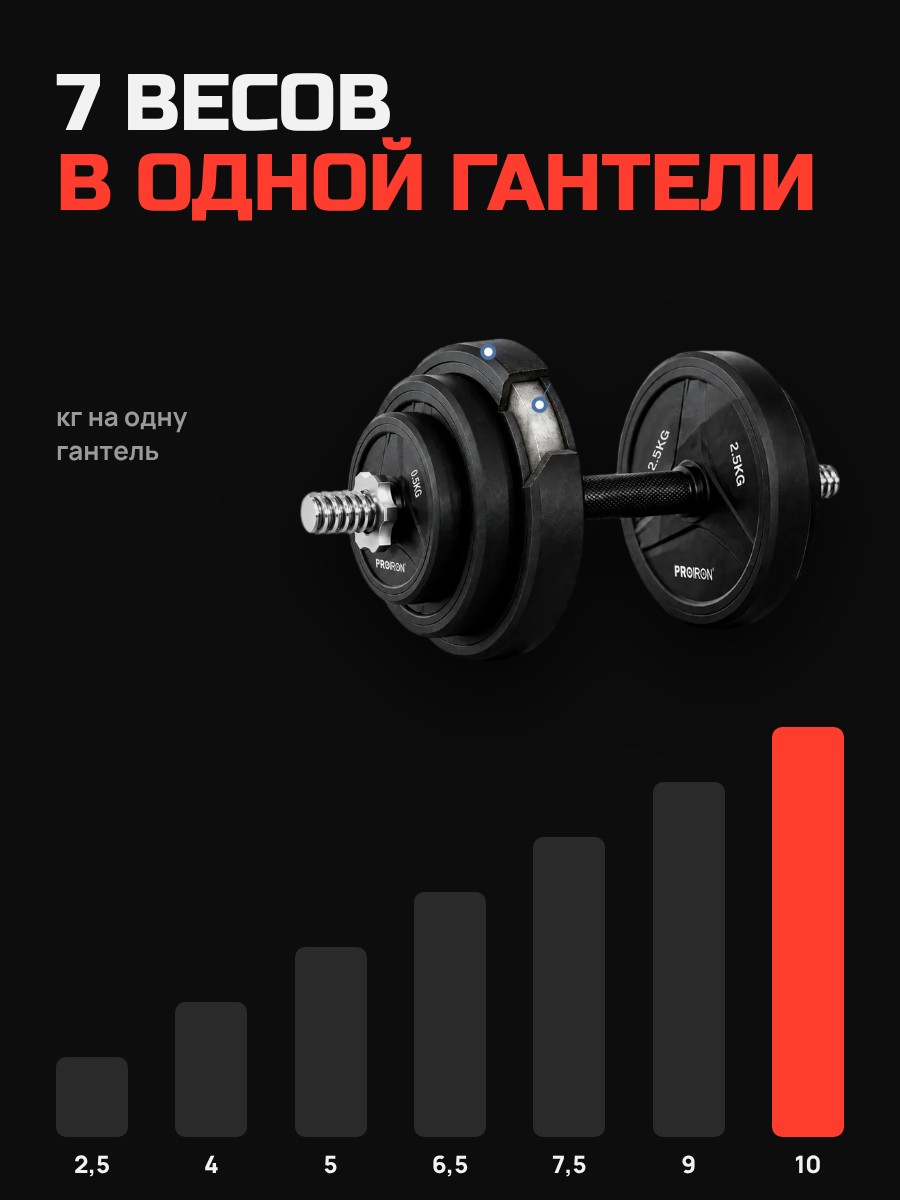 7 ВЕСОВ
В ОДНОЙ ГАНТЕЛИ
кг на одну
гантель
0.5KG
PROIRON
2.5KG
2.5KG
PROIRON
2,5 4 5 6,5 7,5 9 10